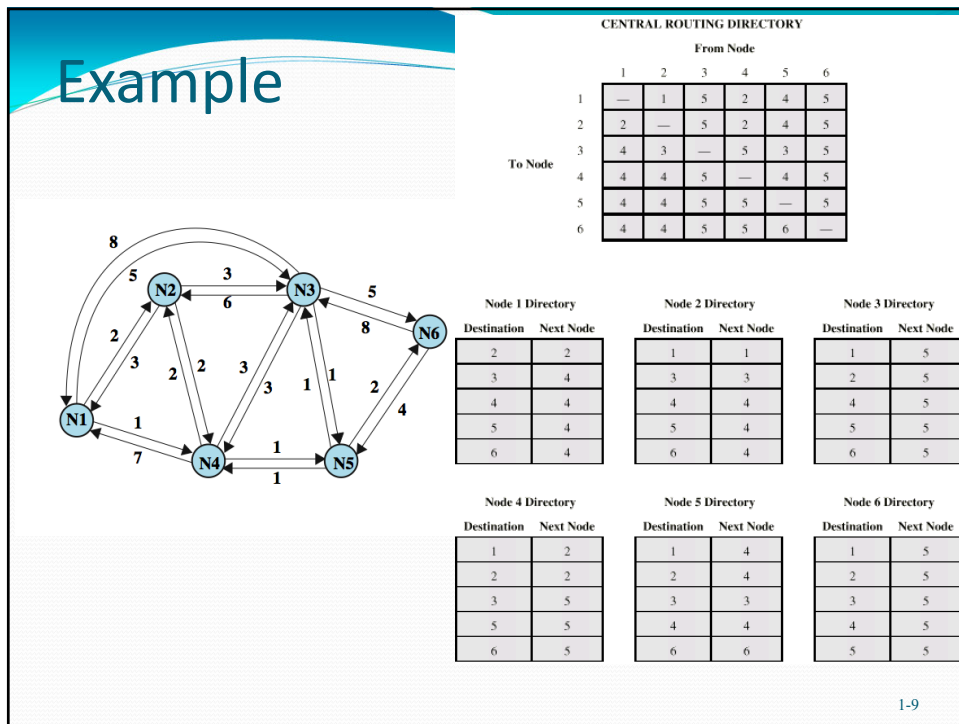 Example
CENTRAL ROUTING DIRECTORY
From Node
1 2 3 4 5 6
1 — 1 5 2 4 5
2 2 — 5 2 4 5
3 4 3 — 5 3 5
To Node
4 4 4 5 — 4 5
5 4 4 5 5 — 5
6 4 4 5 5 6 —
8
5
N2
3
6
N3
5
8
N6
2
3
2
2
3
3
1
1
2
4
N1
1
7
N4
1
1
N5
Node 1 Directory
Destination Next Node
2 2
3 4
4 4
5 4
6 4
Node 2 Directory
Destination Next Node
1 1
3 3
4 4
5 4
6 4
Node 3 Directory
Destination Next Node
1 5
2 5
4 5
5 5
6 5
Node 4 Directory
Destination Next Node
1 2
2 2
3 5
5 5
6 5
Node 5 Directory
Destination Next Node
1 4
2 4
3 3
4 4
6 6
Node 6 Directory
Destination Next Node
1 5
2 5
3 5
4 5
5 5
1-9